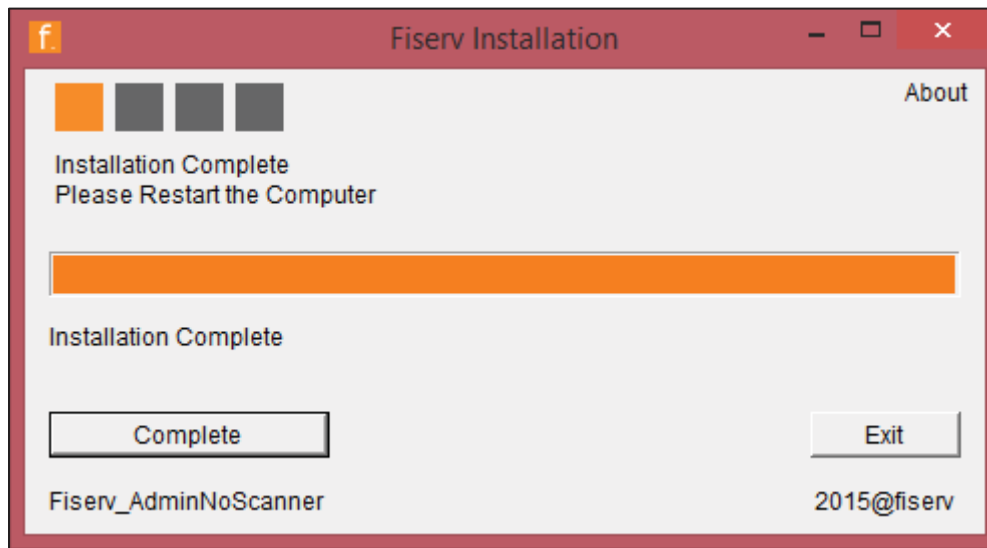 f.
Fiserv Installation
About
Installation Complete
Please Restart the Computer
Installation Complete
Complete
Exit
Fiserv_AdminNoScanner
2015@fiserv